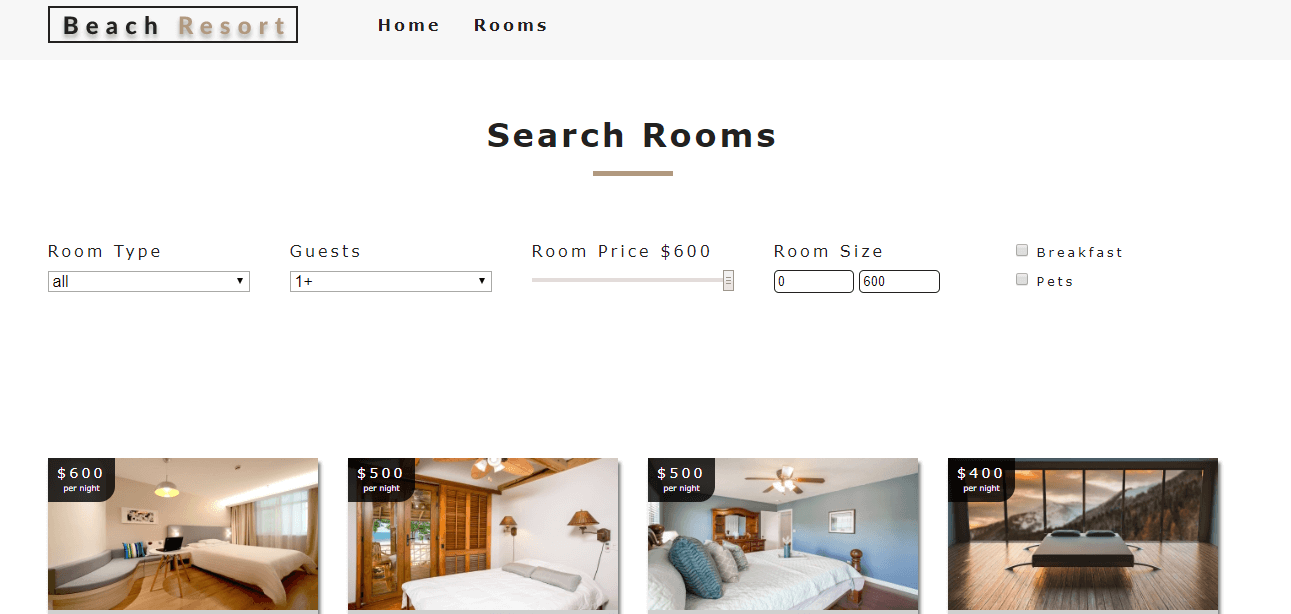 Beach Resort
Home
Rooms
Search Rooms
Room Type
Guests
Room Price $600
Room Size
Breakfast
all
1+
0
600
Pets
$600
per night
$500
per night
$500
per night
$400
per night